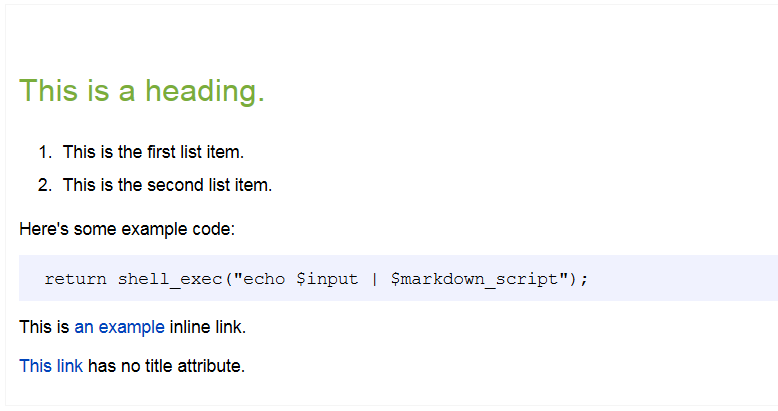 This is a heading.
1. This is the first list item.
2. This is the second list item.
Here's some example code:
return shell_exec("echo $input | $markdown_script");
This is an example inline link.
This link has no title attribute.